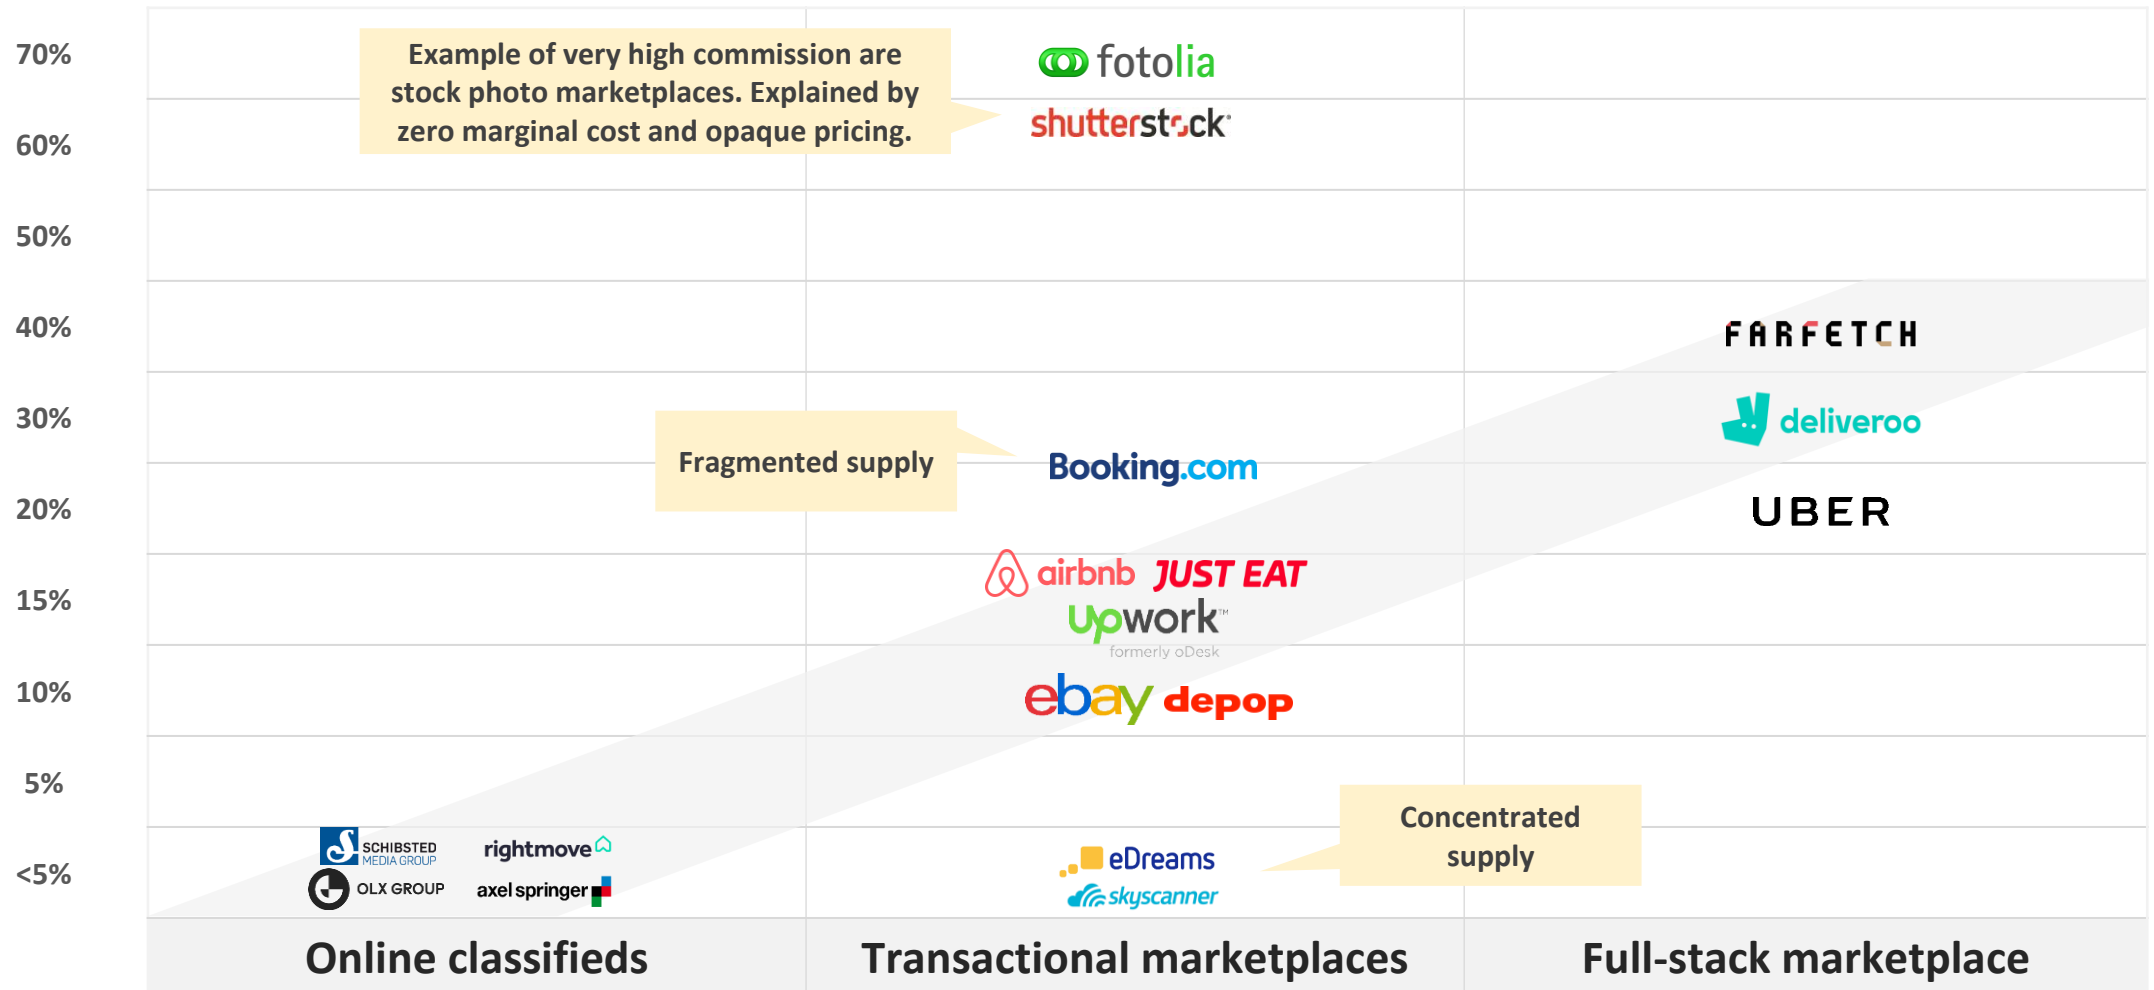 70%
Example of very high commission are
stock photo marketplaces. Explained by
zero marginal cost and opaque pricing.
fotolia
shutterstock
60%
50%
40%
FARFETCH
30%
deliveroo
Fragmented supply
Booking.com
20%
UBER
airbnb JUST EAT
15%
upwork™
formerly oDesk
10%
ebay depop
5%
Concentrated
supply
<5%
SCHIBSTED
MEDIA GROUP
rightmove
OLX GROUP
axel springer
eDreams
skyscanner
Online classifieds
Transactional marketplaces
Full-stack marketplace